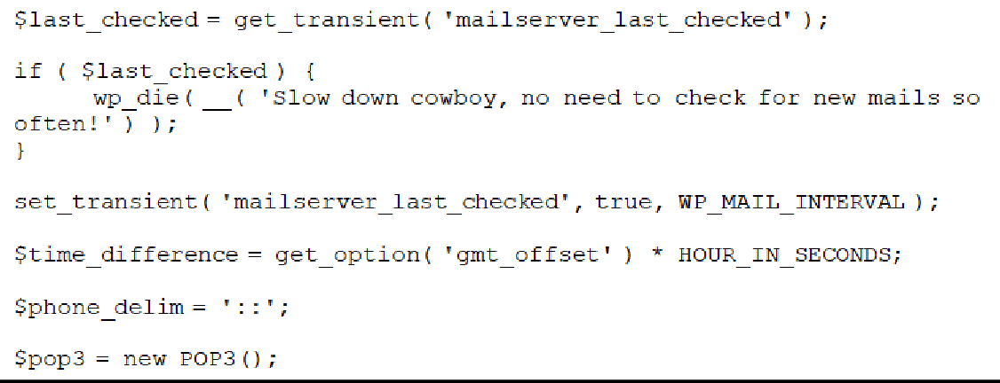 $last_checked = get_transient( 'mailserver_last_checked' );
if ( $last_checked ) {
wp_die( __( 'Slow down cowboy, no need to check for new mails so
often!' ) );
}
set_transient( 'mailserver_last_checked', true, WP_MAIL_INTERVAL );
$time_difference = get_option( 'gmt_offset' ) * HOUR_IN_SECONDS;
$phone_delim = '::';
$pop3 = new POP3();